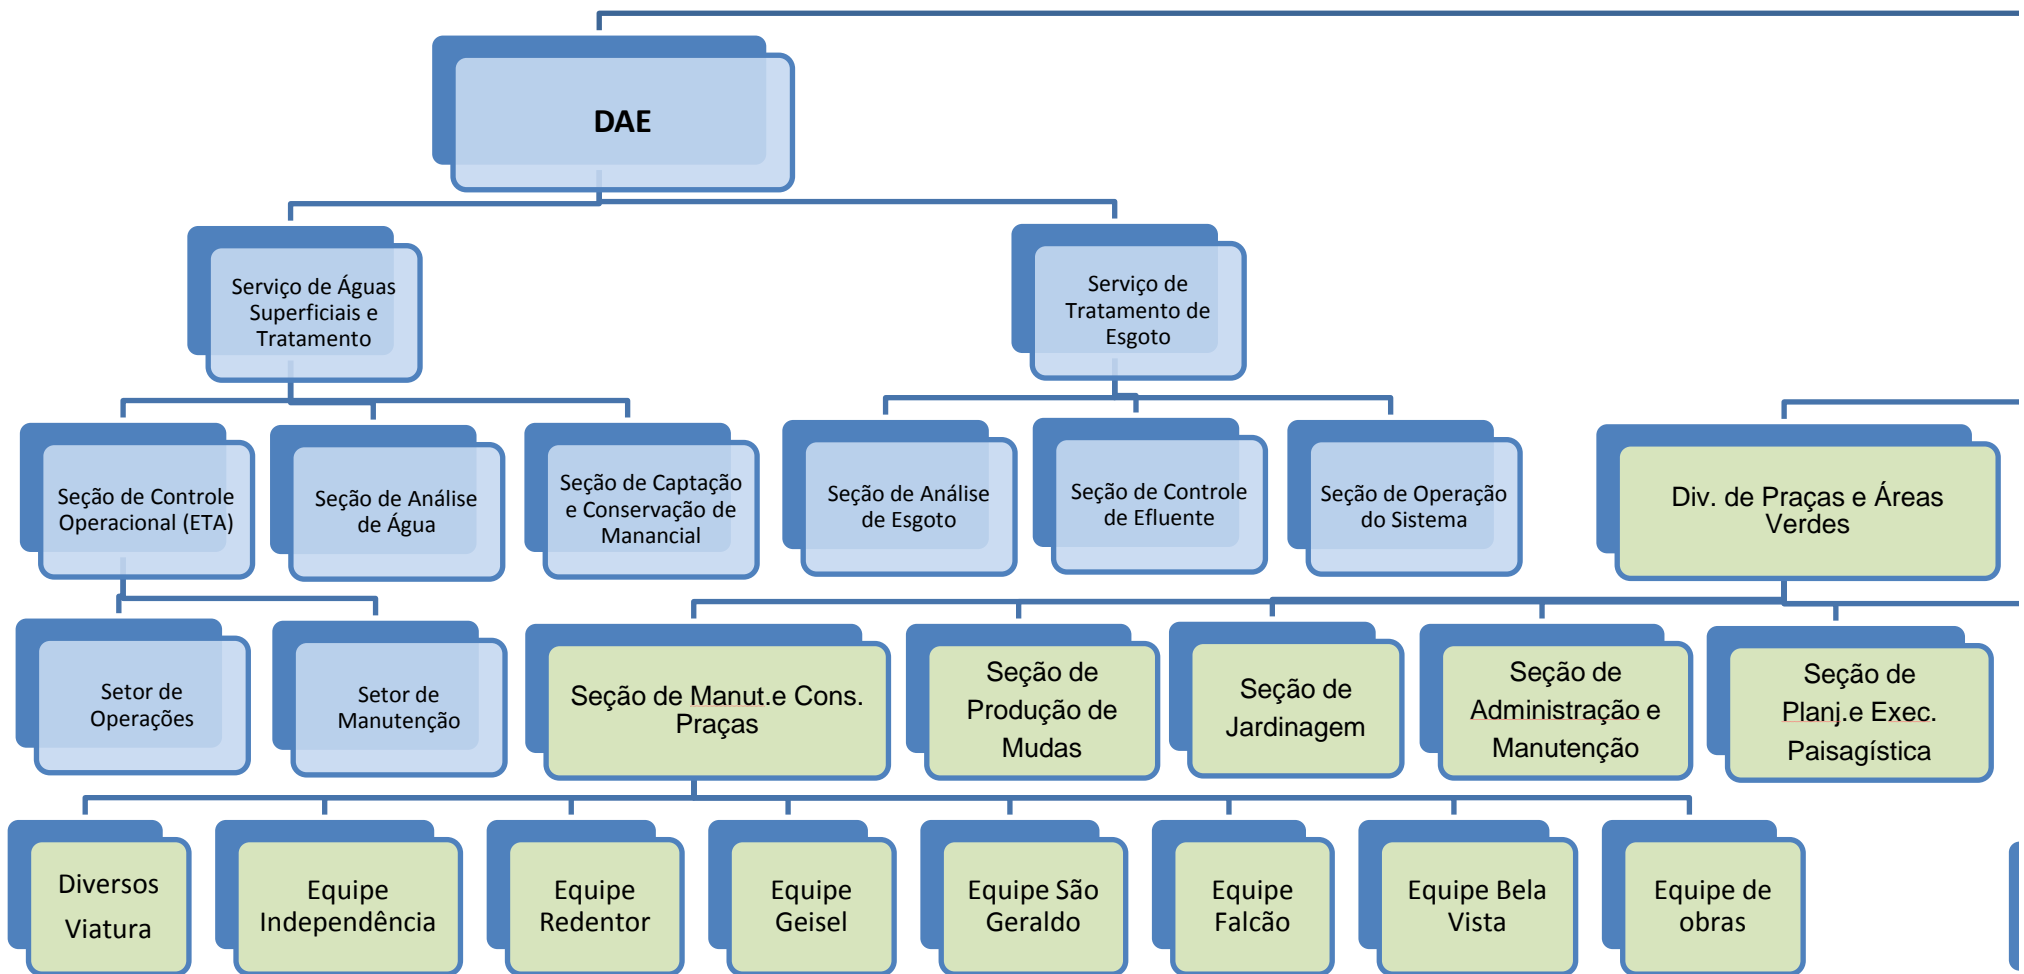 DAE
Serviço de Águas
Superficiais e
Tratamento
Serviço de
Tratamento de
Esgoto
Seção de Controle
Operacional (ETA)
Seção de Análise
de Água
Seção de Captação
e Conservação de
Manancial
Seção de Análise
de Esgoto
Seção de Controle
de Efluente
Seção de Operação
do Sistema
Div. de Praças e Áreas
Verdes
Setor de
Operações
Setor de
Manutenção
Seção de Manut.e Cons.
Praças
Seção de
Produção de
Mudas
Seção de
Jardinagem
Seção de
Administração e
Manutenção
Seção de
Planj.e Exec.
Paisagística
Diversos
Viatura
Equipe
Independência
Equipe
Redentor
Equipe
Geisel
Equipe São
Geraldo
Equipe
Falcão
Equipe Bela
Vista
Equipe de
obras